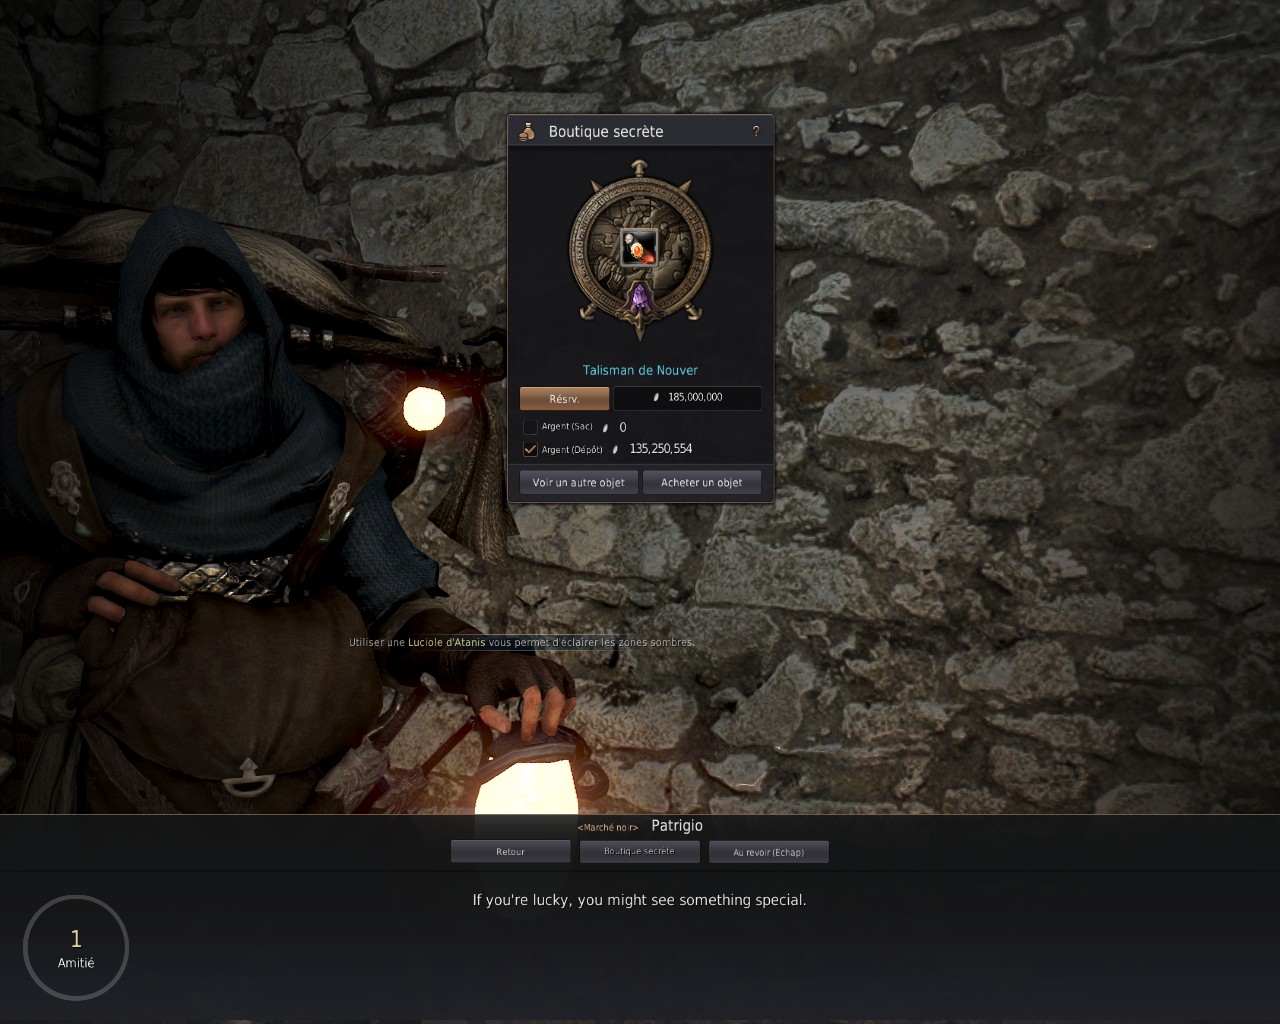 Boutique secrète ?
Talisman de Nouver
Résrv. 185,000,000
Argent (Sac) 0
Argent (Dépôt) 135,250,554
Voir un autre objet Acheter un objet
Utiliser une Luciole d'Atanis vous permet d'éclairer les zones sombres.
<Marché noir> Patrigio
Retour Boutique secrète Au revoir (Echap)
If you're lucky, you might see something special.
1
Amitié